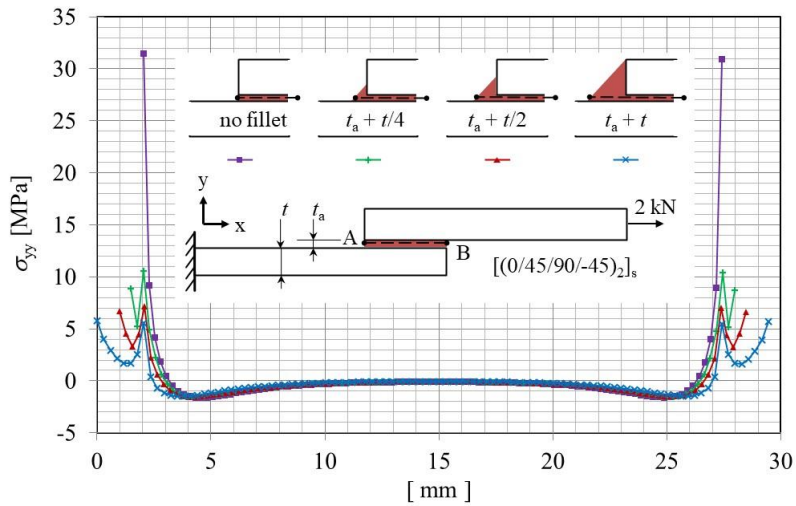 35
30
25
20
15
10
5
0
-5
σyy [MPa]
no fillet
ta + t/4
ta + t/2
ta + t
y
x
t
ta
A
B
2 kN
[(0/45/90/-45)2]s
0 5 10 15 20 25 30
[ mm ]